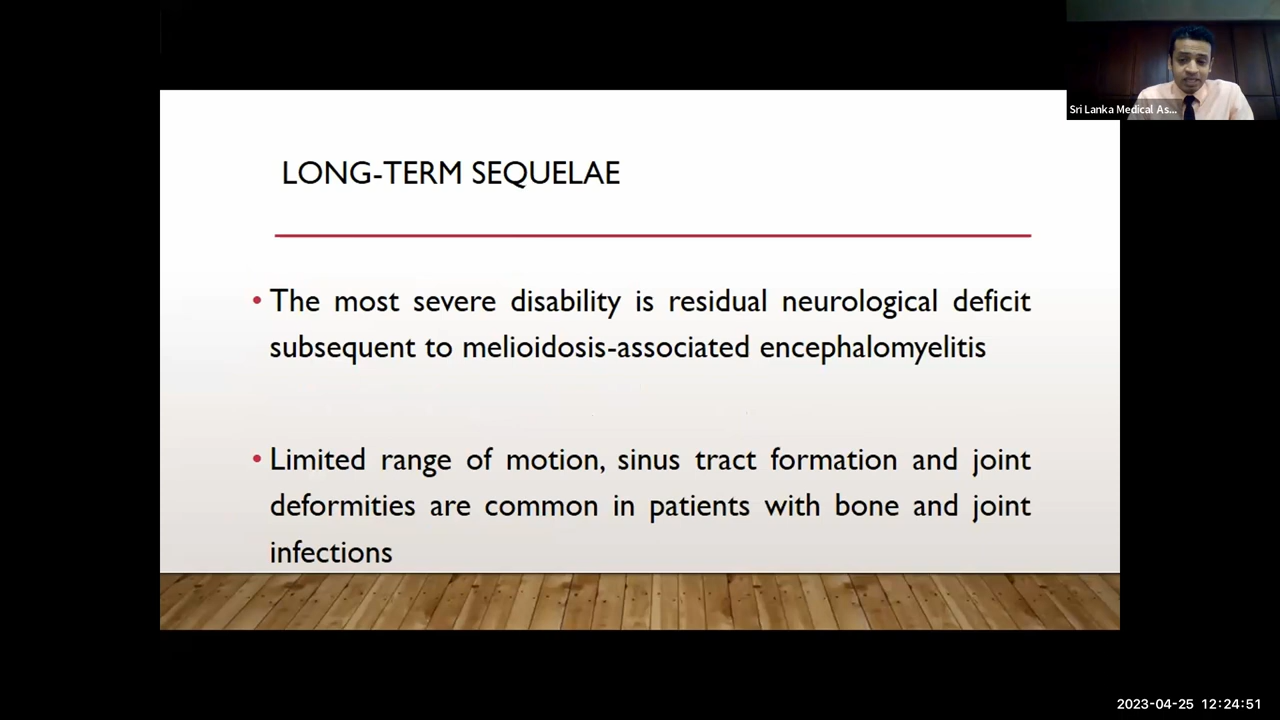 Sri Lanka Medical As...
LONG-TERM SEQUELAE
• The most severe disability is residual neurological deficit
subsequent to melioidosis-associated encephalomyelitis
• Limited range of motion, sinus tract formation and joint
deformities are common in patients with bone and joint
infections
2023-04-25 12:24:51